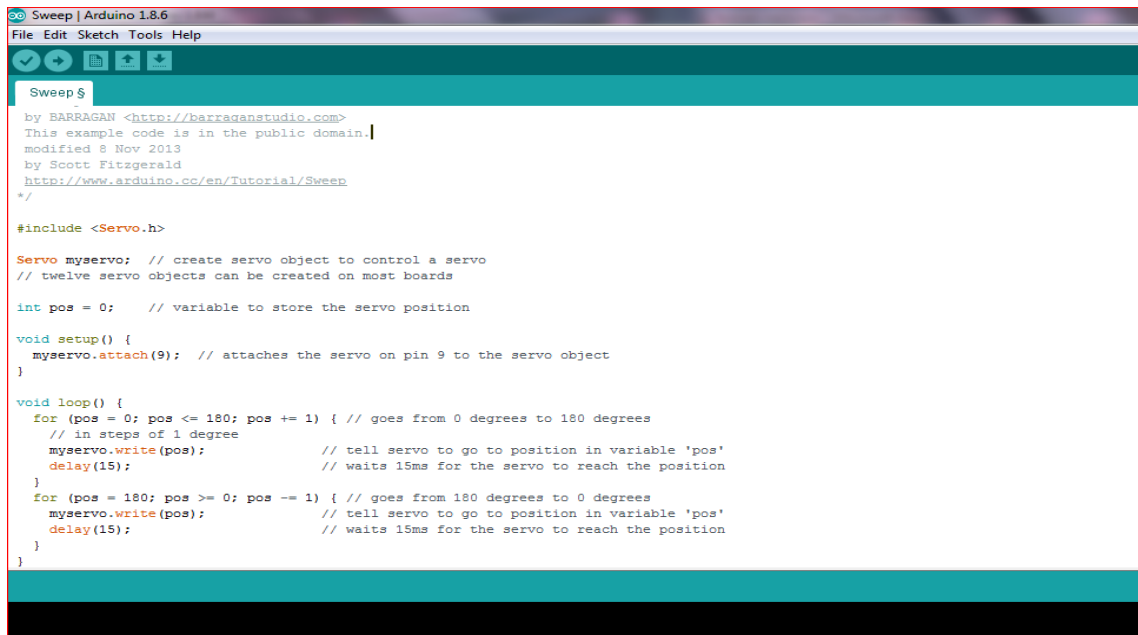 Sweep | Arduino 1.8.6
File Edit Sketch Tools Help
Sweep §
by BARRAGAN <http://barraganstudio.com>
This example code is in the public domain.
modified 8 Nov 2013
by Scott Fitzgerald
http://www.arduino.cc/en/Tutorial/Sweep
*/
#include <Servo.h>
Servo myservo;  // create servo object to control a servo
// twelve servo objects can be created on most boards
int pos = 0;    // variable to store the servo position
void setup() {
  myservo.attach(9);  // attaches the servo on pin 9 to the servo object
}
void loop() {
  for (pos = 0; pos <= 180; pos += 1) { // goes from 0 degrees to 180 degrees
    // in steps of 1 degree
    myservo.write(pos);              // tell servo to go to position in variable 'pos'
    delay(15);                       // waits 15ms for the servo to reach the position
  }
  for (pos = 180; pos >= 0; pos -= 1) { // goes from 180 degrees to 0 degrees
    myservo.write(pos);              // tell servo to go to position in variable 'pos'
    delay(15);                       // waits 15ms for the servo to reach the position
  }
}